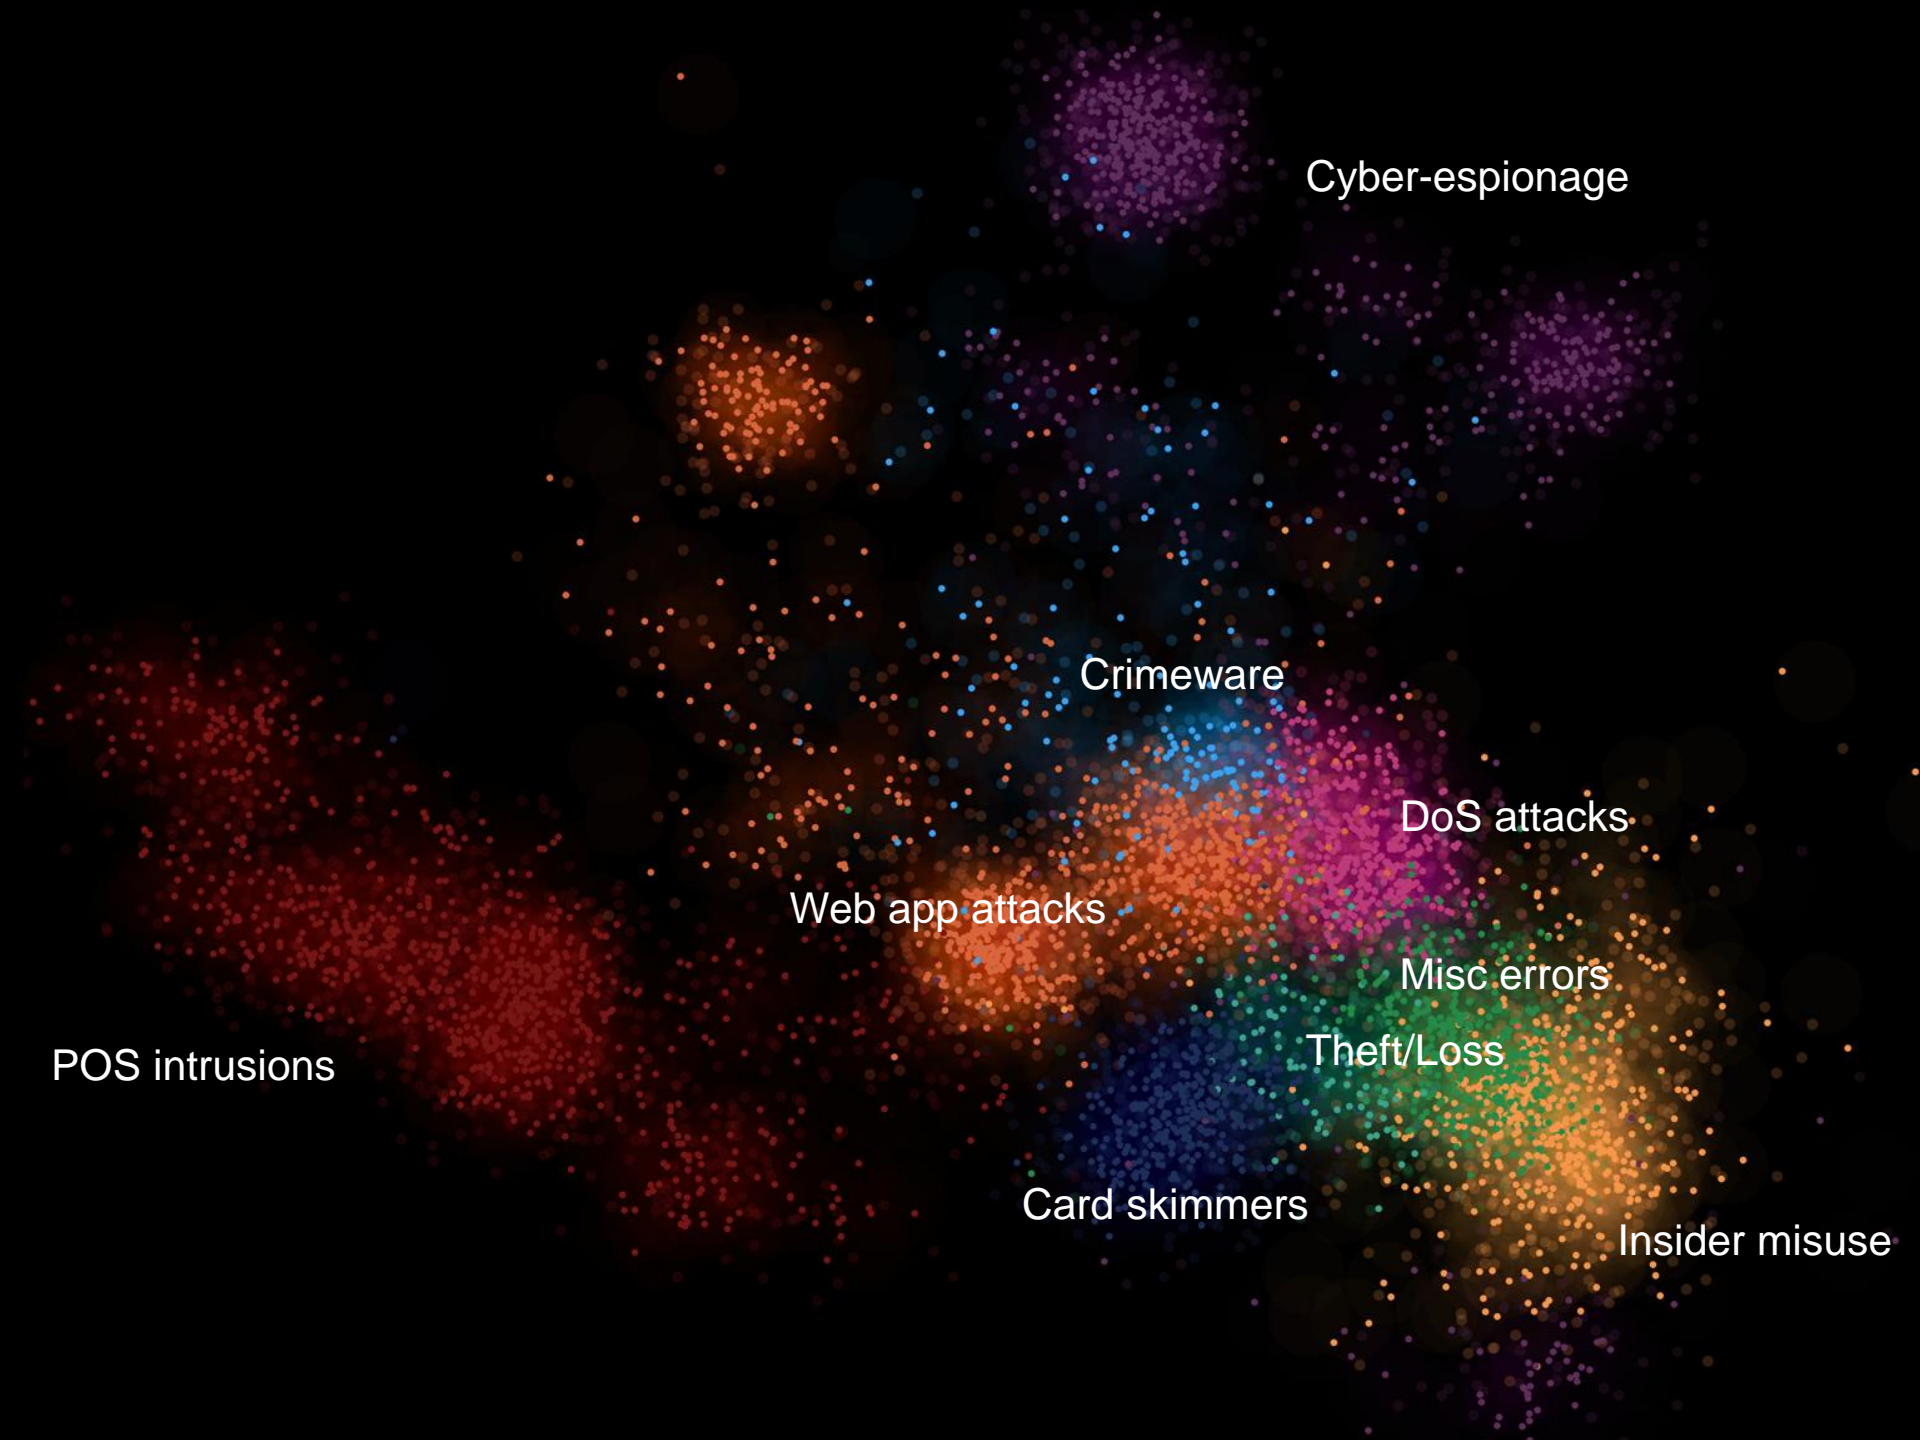 Cyber-espionage
Crimeware
DoS attacks
Web app attacks
Misc errors
Theft/Loss
POS intrusions
Card skimmers
Insider misuse